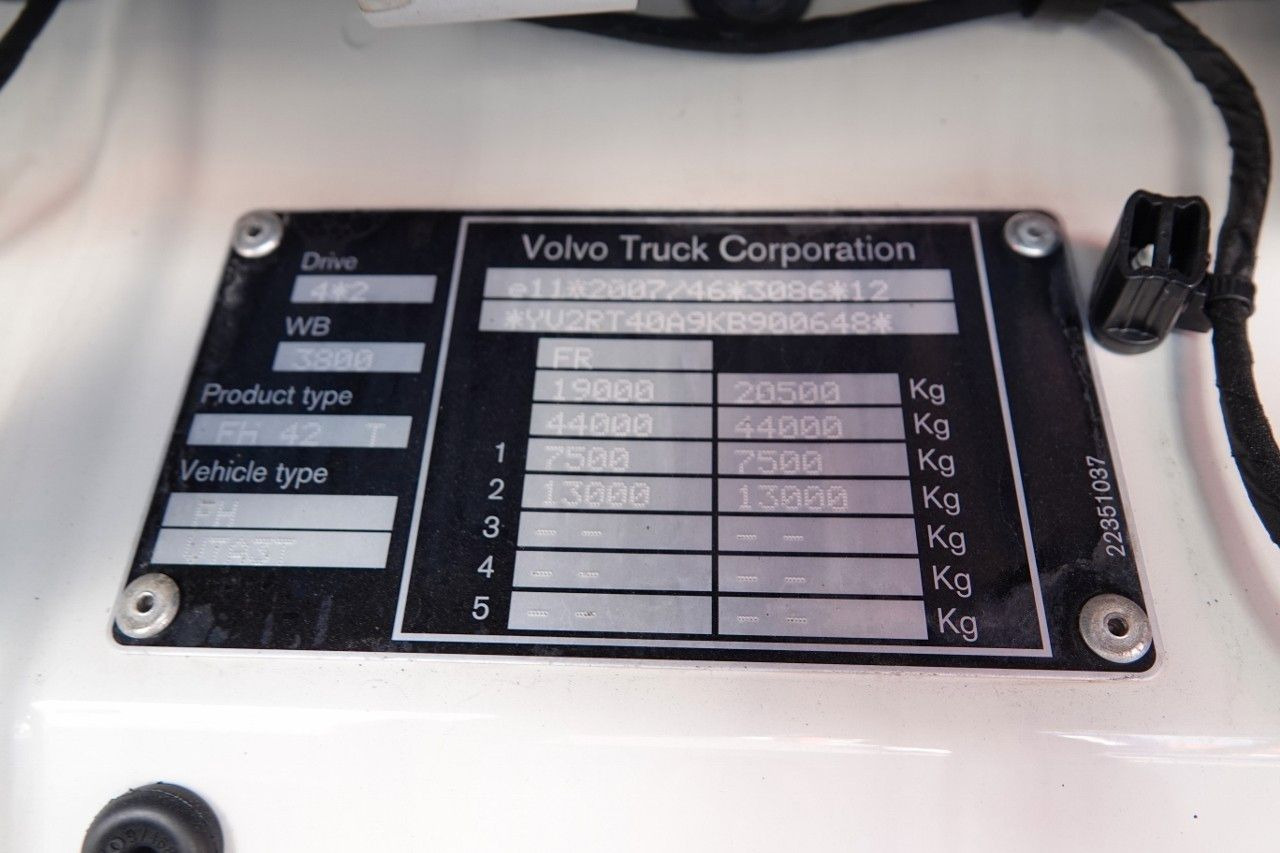 Drive
4*2
WB
3800
Product type
FH 42 T
Vehicle type
Volvo Truck Corporation
e11*2007/46*3086*12
*YV2RT40A9KB900648*
FR
19000 20500 Kg
44000 44000 Kg
1 7500 7500 Kg
2 13000 13000 Kg
3 -- -- -- -- Kg
4 -- -- -- -- Kg
5 -- -- -- -- Kg
22351037